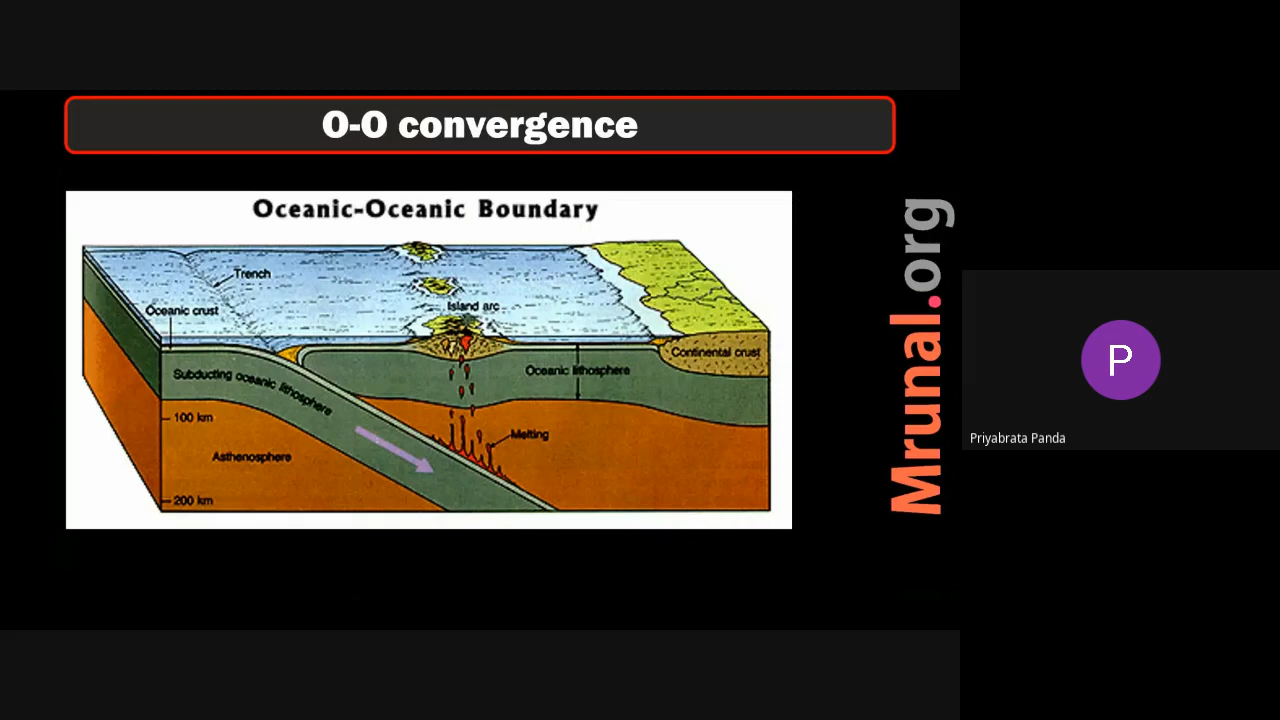 O-O convergence
Oceanic-Oceanic Boundary
Trench
Oceanic crust
Island arc
Continental crust
Oceanic lithosphere
Subducting oceanic lithosphere
100 km
Melting
Asthenosphere
200 km
Mrunal.org
P
Priyabrata Panda